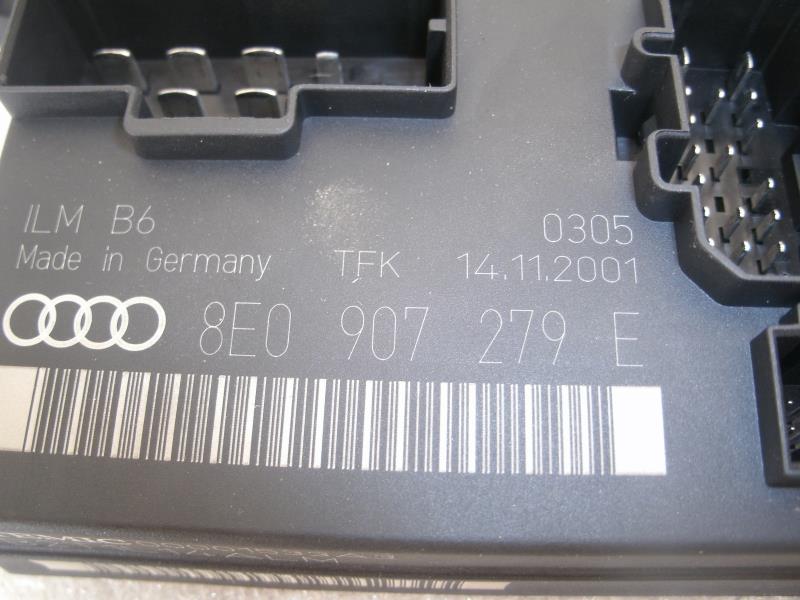 ILM B6 0305
Made in Germany TFK 14.11.2001
8E0 907 279 E